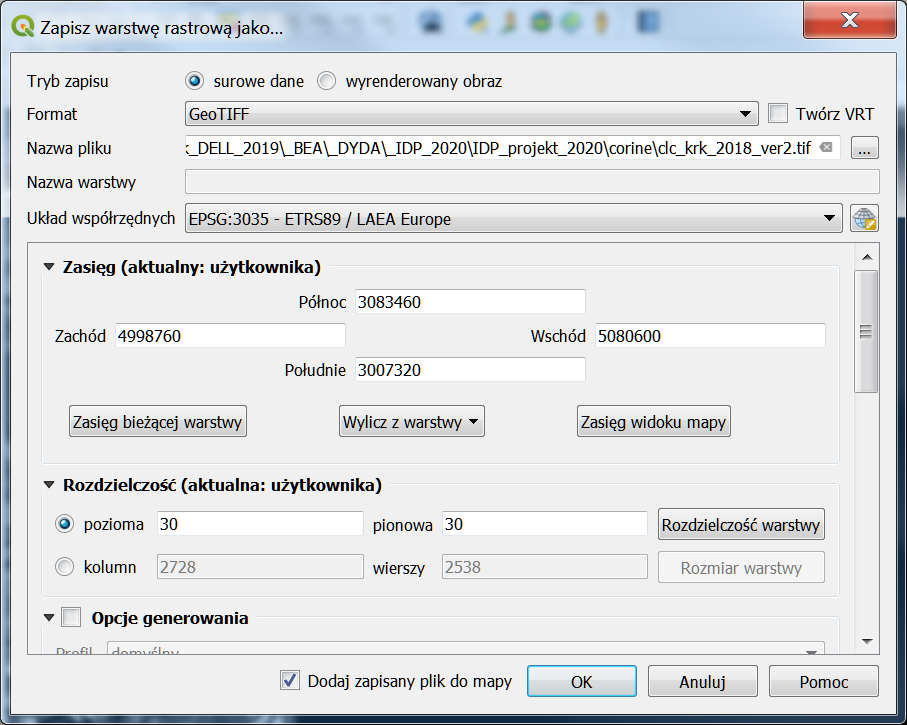 Zapisz warstwę rastrową jako...
Tryb zapisu surowe dane wyrenderowany obraz
Format GeoTIFF Twórz VRT
Nazwa pliku k_DELL_2019\_BEA\_DYDA\_IDP_2020\IDP_projekt_2020\corine\clc_krk_2018_ver2.tif ...
Nazwa warstwy
Układ współrzędnych EPSG:3035 - ETRS89 / LAEA Europe
Zasięg (aktualny: użytkownika)
Północ 3083460
Zachód 4998760 Wschód 5080600
Południe 3007320
Zasięg bieżącej warstwy Wylicz z warstwy Zasięg widoku mapy
Rozdzielczość (aktualna: użytkownika)
pozioma 30 pionowa 30 Rozdzielczość warstwy
kolumn 2728 wierszy 2538 Rozmiar warstwy
Opcje generowania
Profil domyślny
Dodaj zapisany plik do mapy OK Anuluj Pomoc